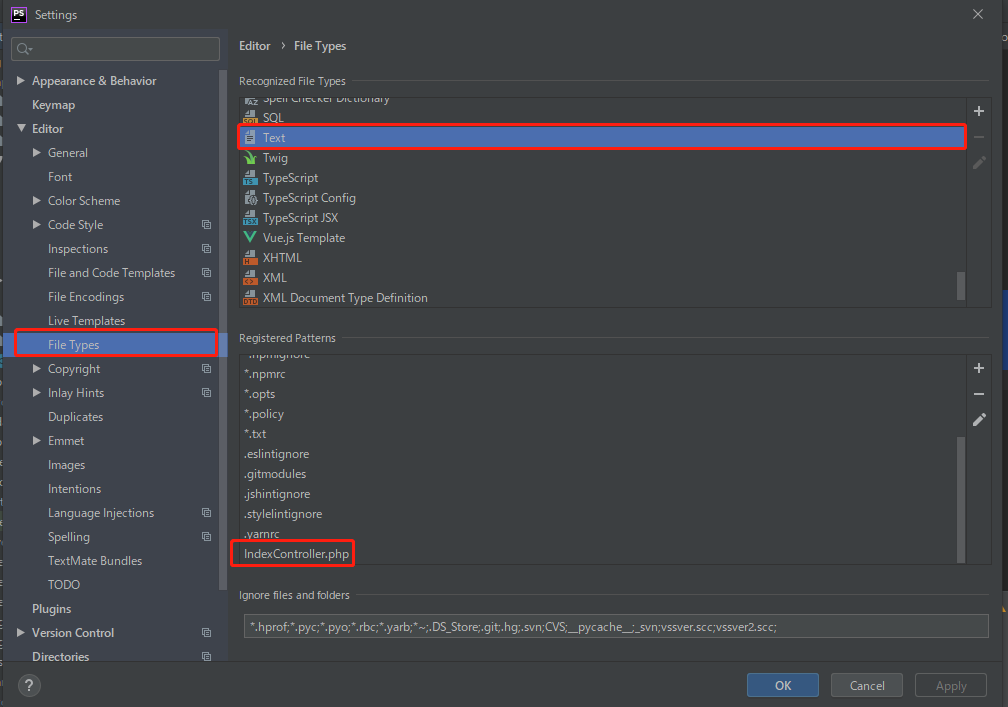 PS Settings
Editor › File Types
Appearance & Behavior
Keymap
Editor
General
Font
Color Scheme
Code Style
Inspections
File and Code Templates
File Encodings
Live Templates
File Types
Copyright
Inlay Hints
Duplicates
Emmet
Images
Intentions
Language Injections
Spelling
TextMate Bundles
TODO
Plugins
Version Control
Directories
Recognized File Types
Spell Checker Dictionary
SQL
Text
Twig
TypeScript
TypeScript Config
TypeScript JSX
Vue.js Template
XHTML
XML
XML Document Type Definition
Registered Patterns
.npmignore
*.npmrc
*.opts
*.policy
*.txt
.eslintignore
.gitmodules
.jshintignore
.stylelintignore
.yarnrc
IndexController.php
Ignore files and folders
*.hprof;*.pyc;*.pyo;*.rbc;*.yarb;*~;.DS_Store;.git;.hg;.svn;CVS;__pycache__;_svn;vssver.scc;vssver2.scc;
?
OK
Cancel
Apply